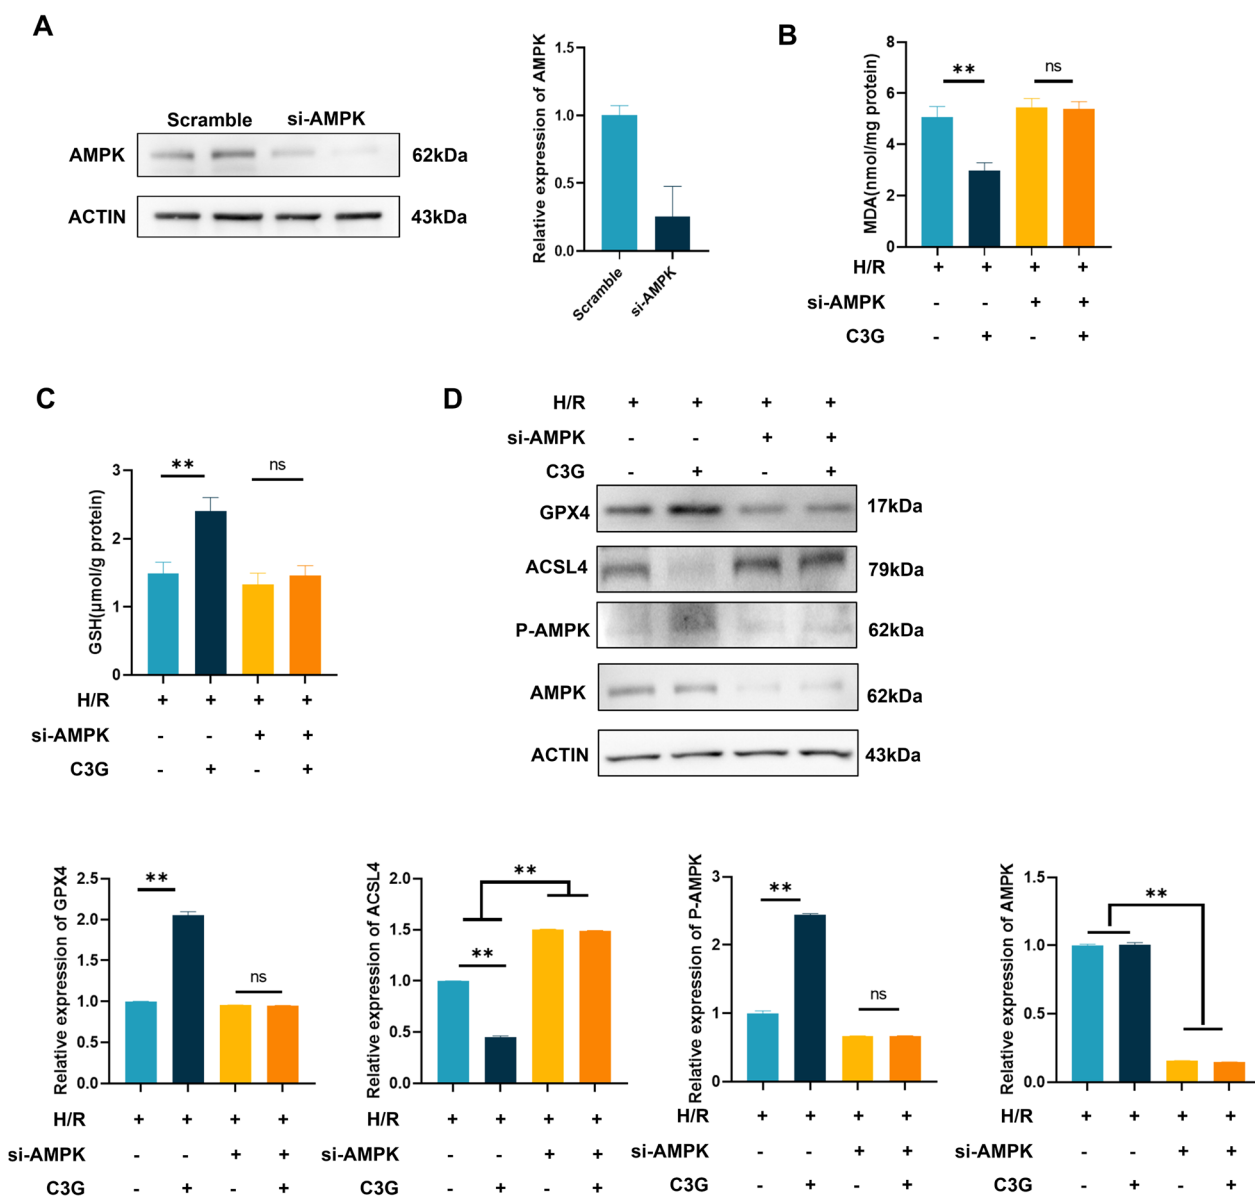 A
Scramble si-AMPK
AMPK 62kDa
ACTIN 43kDa
Relative expression of AMPK
1.5
1.0
0.5
0.0
Scramble
si-AMPK
B
MDA(nmol/mg protein)
8
6
4
2
0
** ns
H/R + + + +
si-AMPK - - + +
C3G - + - +
C
GSH(μmol/g protein)
3
2
1
0
** ns
H/R + + + +
si-AMPK - - + +
C3G - + - +
D
H/R + + + +
si-AMPK - - + +
C3G - + - +
GPX4 17kDa
ACSL4 79kDa
P-AMPK 62kDa
AMPK 62kDa
ACTIN 43kDa
Relative expression of GPX4
2.5
2.0
1.5
1.0
0.5
0.0
** ns
H/R + + + +
si-AMPK - - + +
C3G - + - +
Relative expression of ACSL4
2.0
1.5
1.0
0.5
0.0
**
**
H/R + + + +
si-AMPK - - + +
C3G - + - +
Relative expression of P-AMPK
3
2
1
0
** ns
H/R + + + +
si-AMPK - - + +
C3G - + - +
Relative expression of AMPK
1.5
1.0
0.5
0.0
**
H/R + + + +
si-AMPK - - + +
C3G - + - +